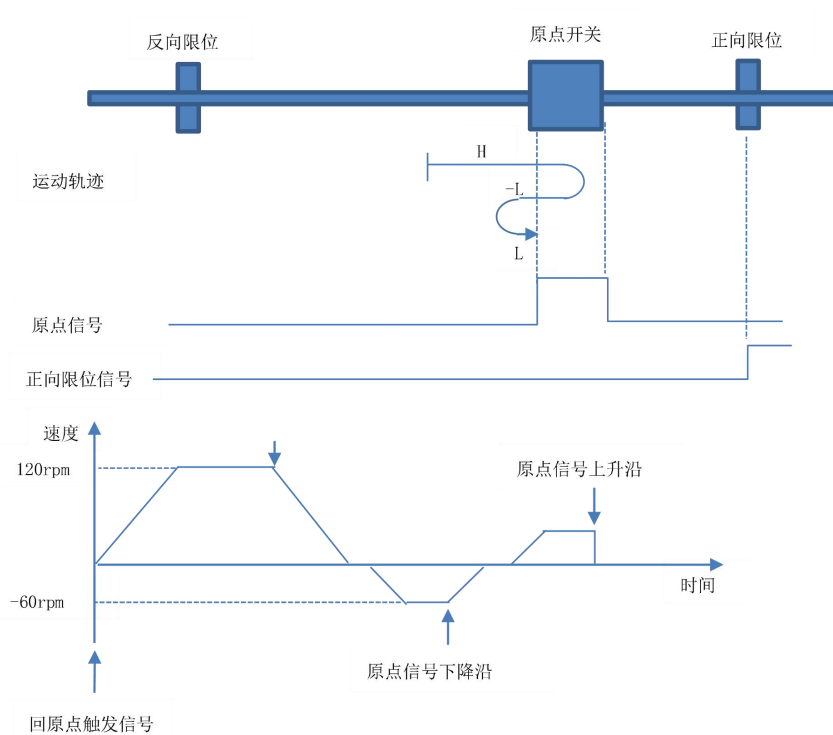 反向限位
原点开关
正向限位
运动轨迹
H
-L
L
原点信号
正向限位信号
速度
120rpm
原点信号上升沿
时间
-60rpm
原点信号下降沿
回原点触发信号